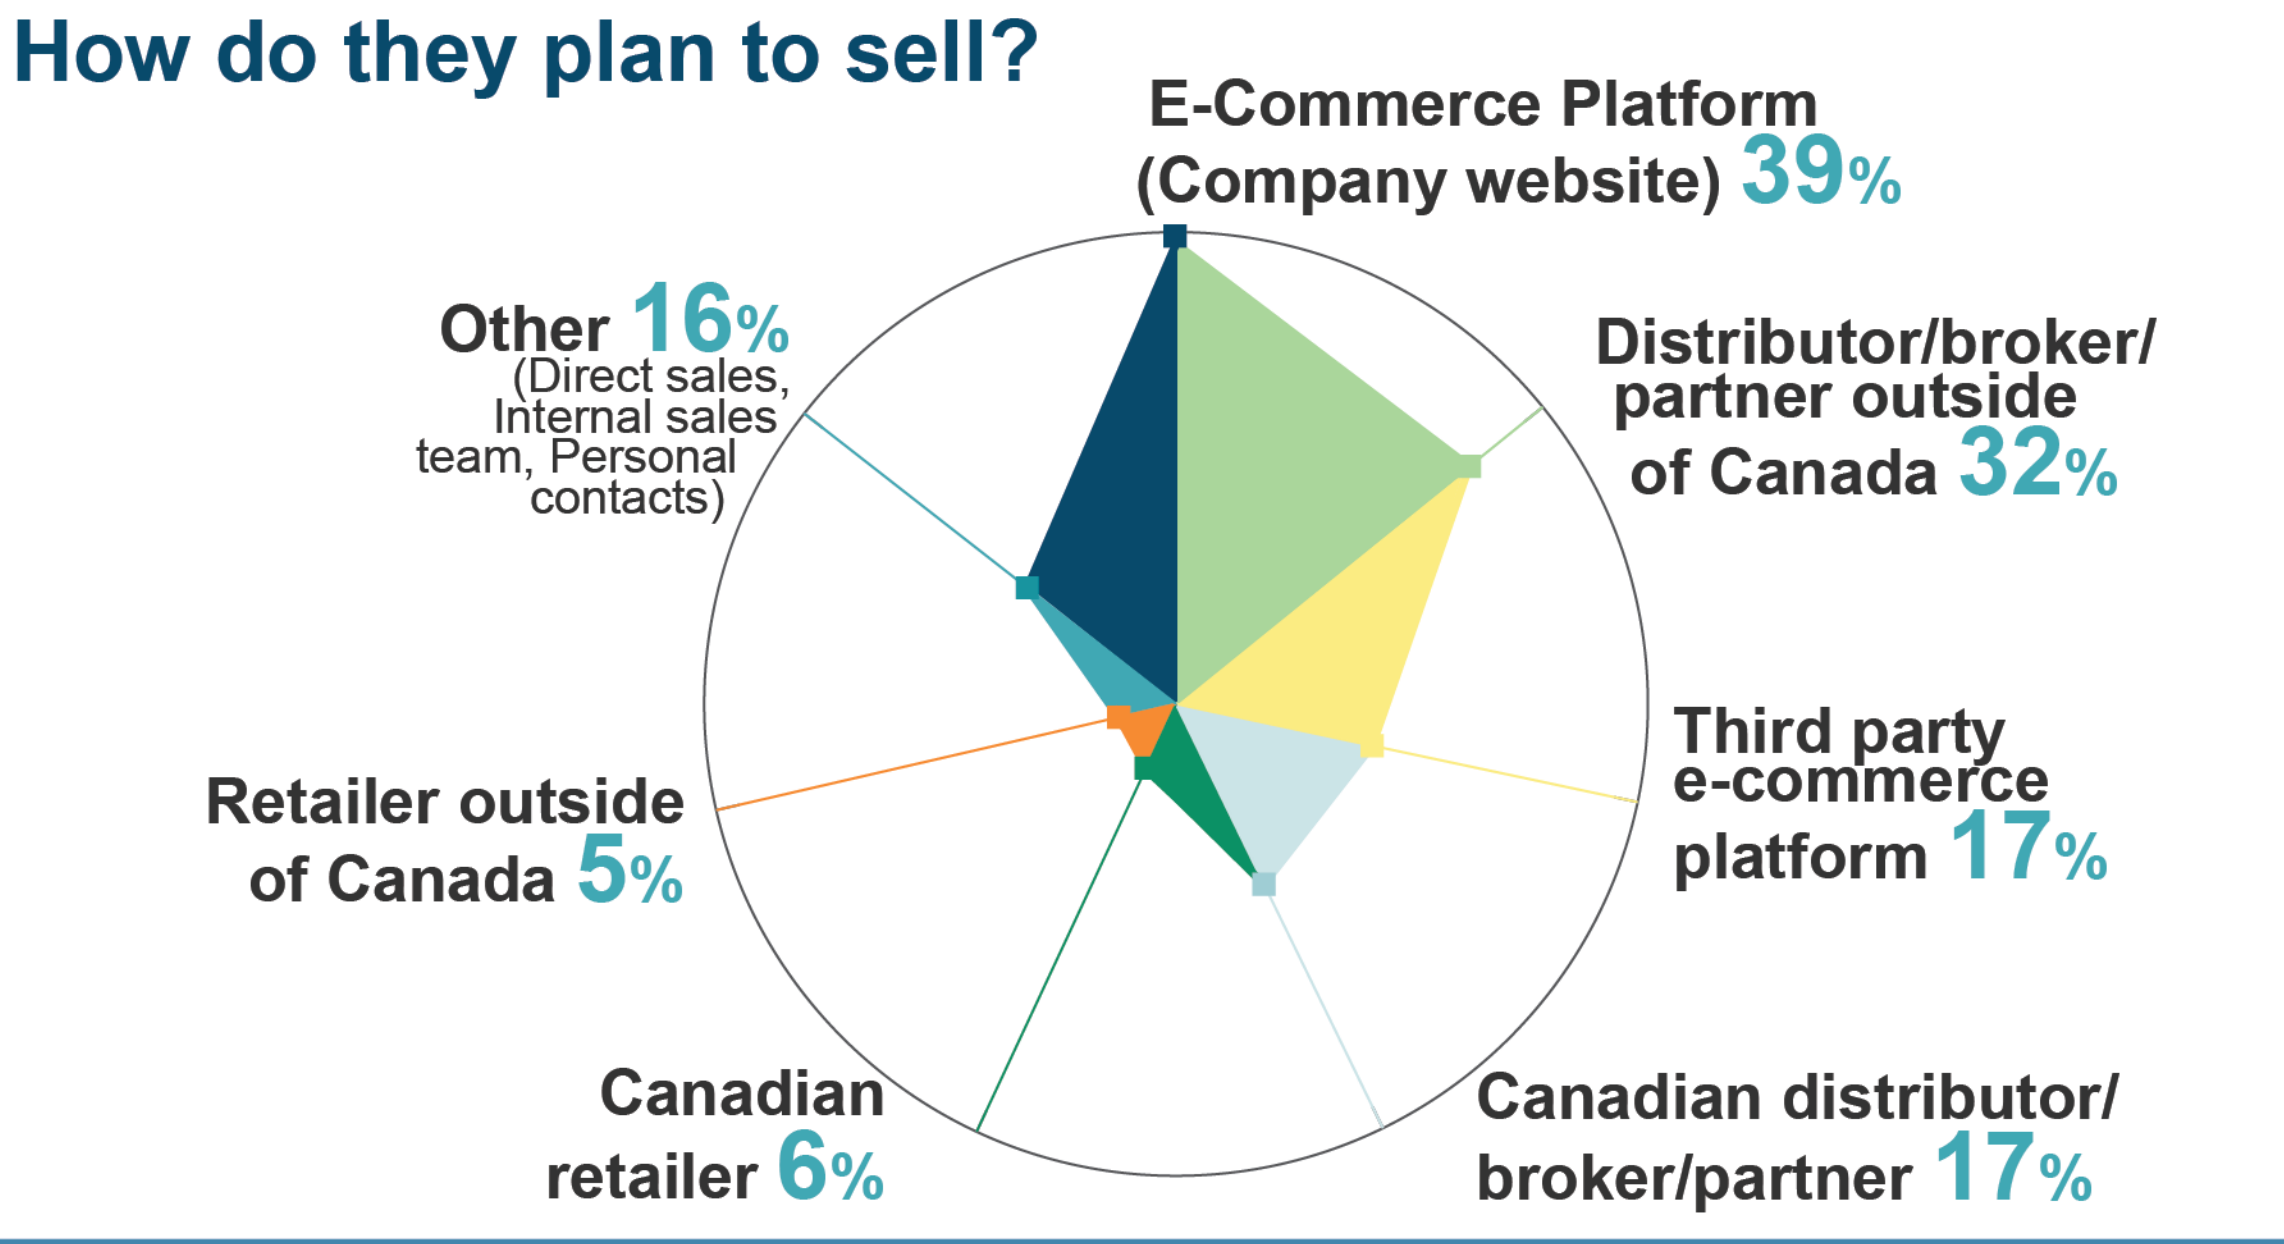 How do they plan to sell?
E-Commerce Platform
(Company website) 39%
Distributor/broker/
partner outside
of Canada 32%
Third party
e-commerce
platform 17%
Canadian distributor/
broker/partner 17%
Canadian
retailer 6%
Retailer outside
of Canada 5%
Other 16%
(Direct sales,
Internal sales
team, Personal
contacts)